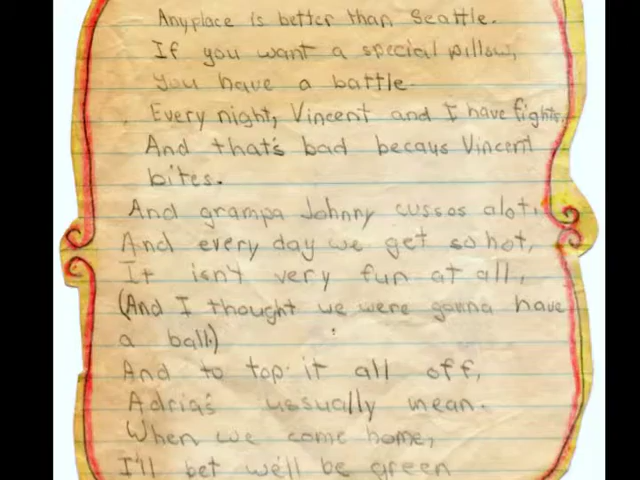 Anyplace is better than Seattle.
If you want a special pillow,
you have a battle.
Every night, Vincent and I have fights.
And that's bad becaus Vincent
bites.
And grampa Johnny cussos alot,
And every day we get so hot,
It isn't very fun at all,
(And I thought we were gonna have
a ball)
And to top it all off,
Adria's ussually mean.
When we come home,
I'll bet we'll be green